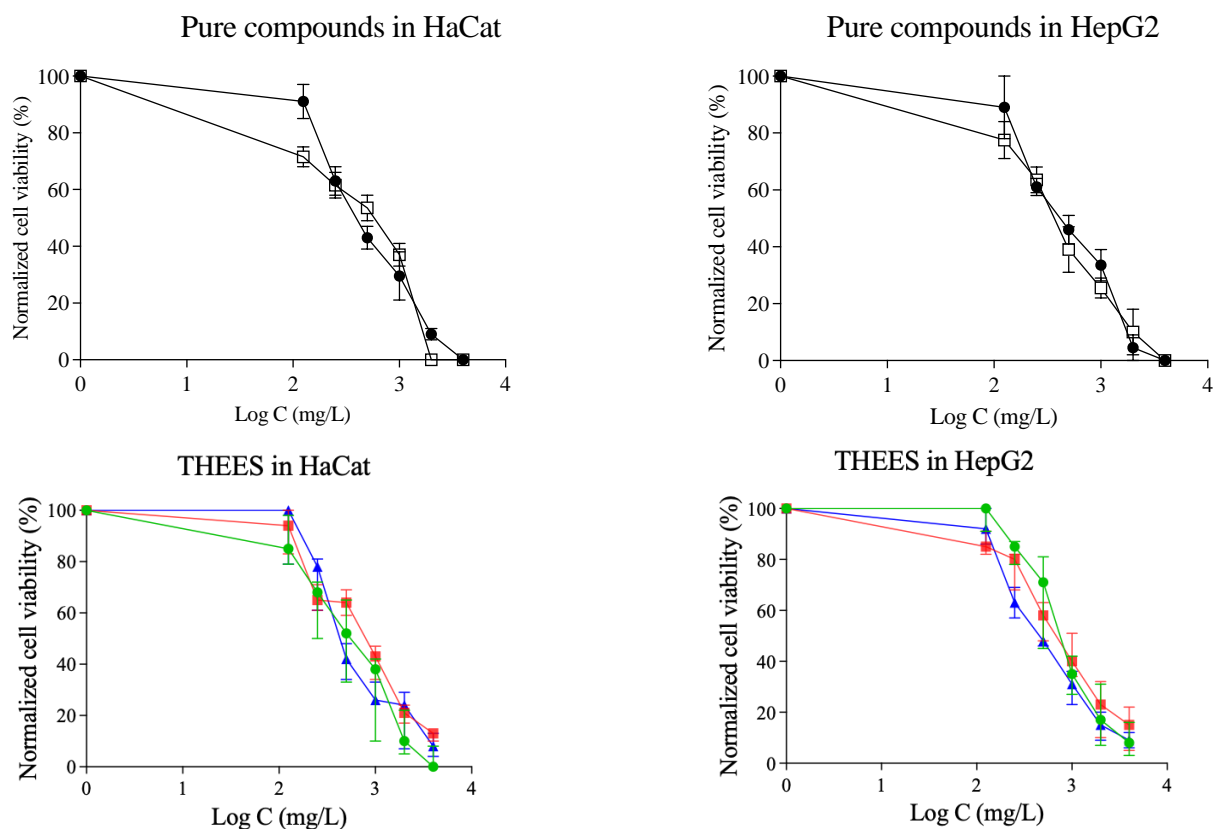 Pure compounds in HaCat
Normalized cell viability (%)
100
80
60
40
20
0
0 1 2 3 4
Log C (mg/L)
Pure compounds in HepG2
Normalized cell viability (%)
100
80
60
40
20
0
0 1 2 3 4
Log C (mg/L)
THEES in HaCat
Normalized cell viability (%)
100
80
60
40
20
0
0 1 2 3 4
Log C (mg/L)
THEES in HepG2
Normalized cell viability (%)
100
80
60
40
20
0
0 1 2 3 4
Log C (mg/L)